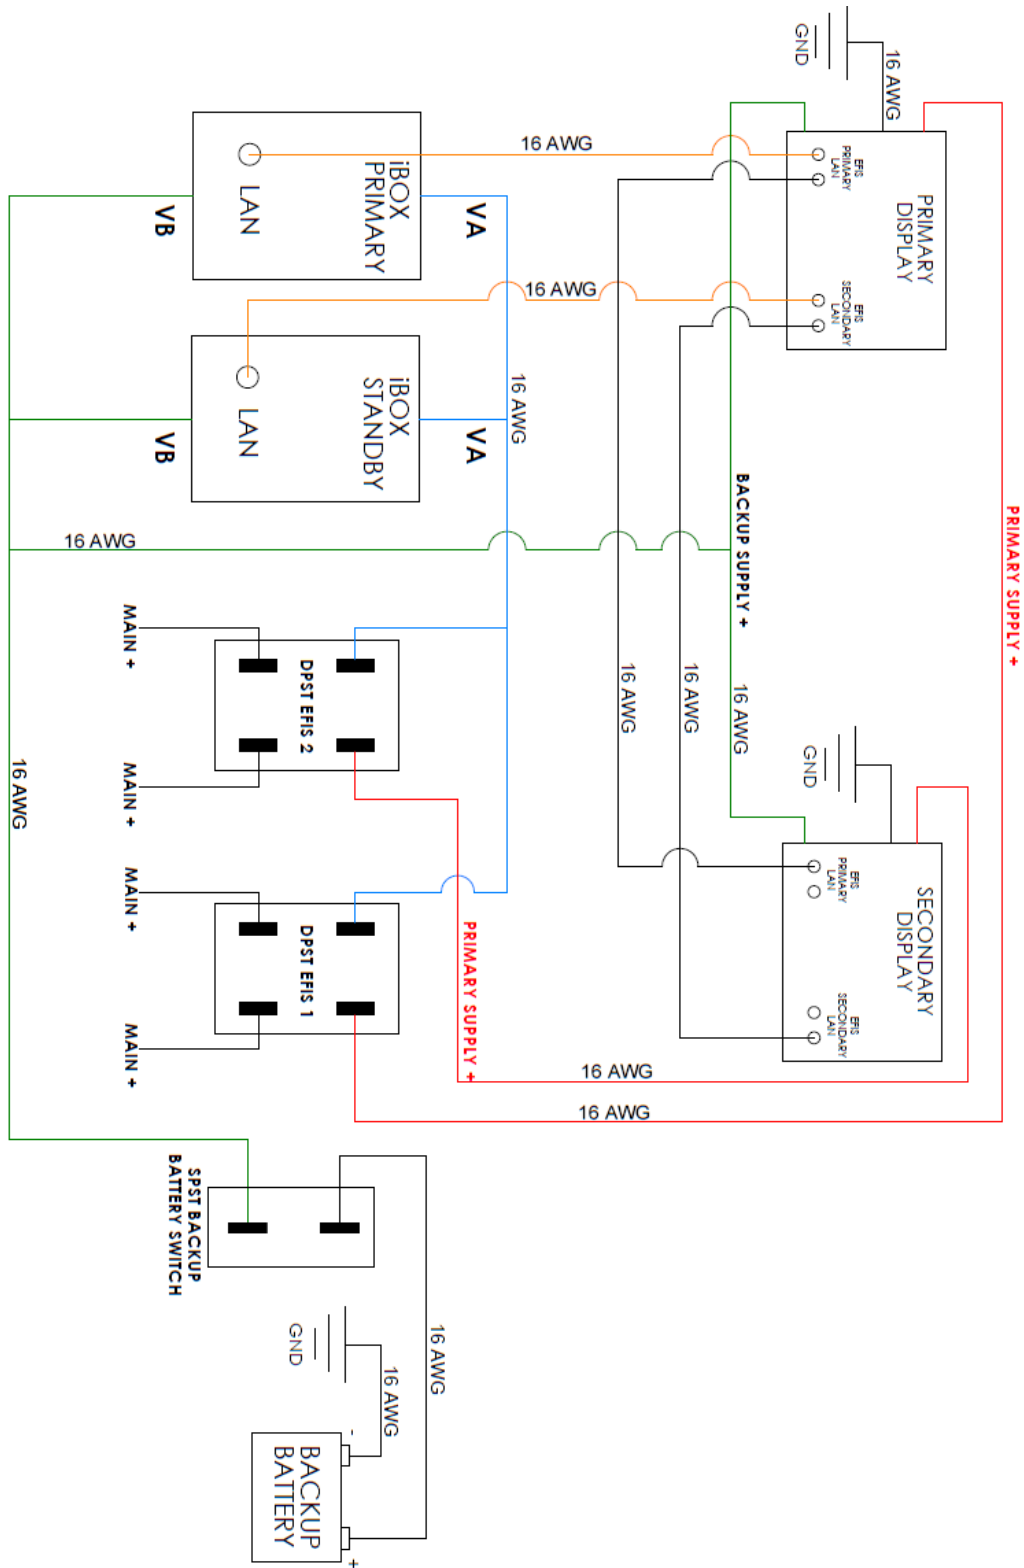 GND
16 AWG
16 AWG
iBOX
PRIMARY
LAN
VA
VB
EFIS
PRIMARY
LAN
PRIMARY
DISPLAY
EFIS
SECONDARY
LAN
16 AWG
iBOX
STANDBY
LAN
VA
VB
16 AWG
16 AWG
BACKUP SUPPLY +
PRIMARY SUPPLY +
MAIN +
DPST EFIS 2
MAIN +
16 AWG
16 AWG
16 AWG
16 AWG
GND
MAIN +
DPST EFIS 1
MAIN +
PRIMARY SUPPLY +
EFIS
PRIMARY
LAN
SECONDARY
DISPLAY
EFIS
SECONDARY
LAN
16 AWG
16 AWG
SPST BACKUP
BATTERY SWITCH
GND
16 AWG
16 AWG
-
BACKUP
BATTERY
+